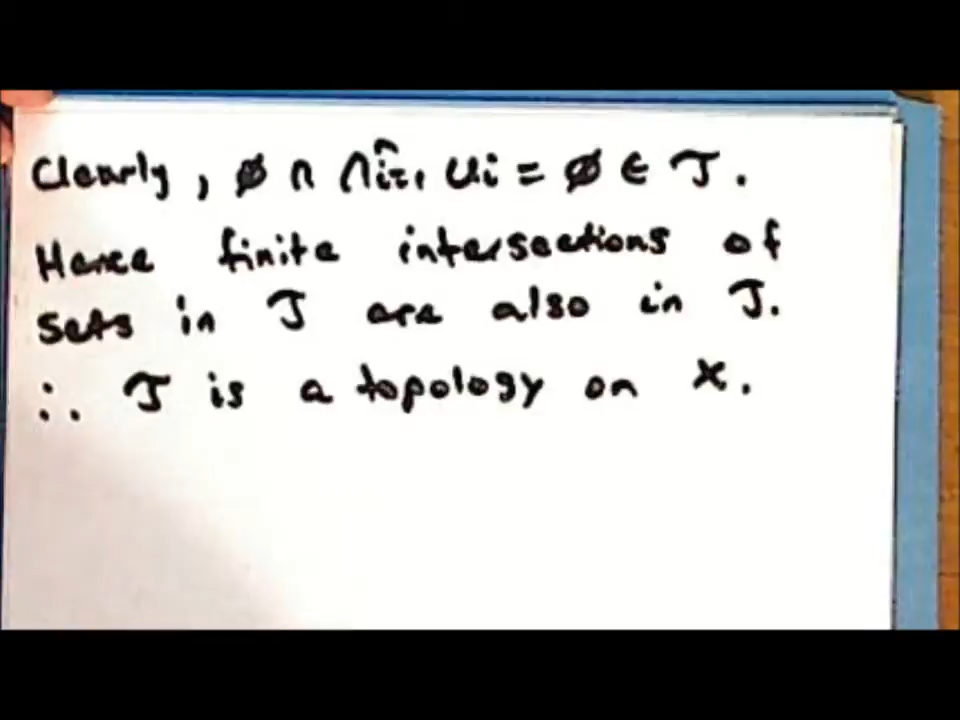 Clearly, ∅ ∩ ∩ⁿᵢ₌₁ Uᵢ = ∅ ∈ 𝒯.
Hence finite intersections of
sets in 𝒯 are also in 𝒯.
∴ 𝒯 is a topology on X.